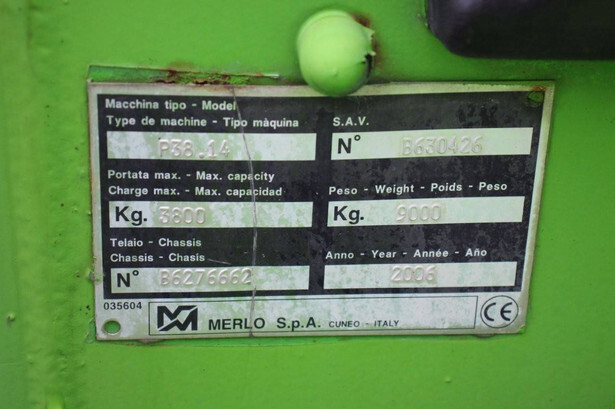 Macchina tipo - Model
Type de machine - Tipo màquina
P38.14
S.A.V.
N° B630426
Portata max. - Max. capacity
Charge max. - Max. capacidad
Kg. 3800
Peso - Weight - Poids - Peso
Kg. 9000
Telaio - Chassis
Chassis - Chasis
N° B6276662
Anno - Year - Année - Año
2006
035604
MERLO S.p.A. CUNEO - ITALY
CE